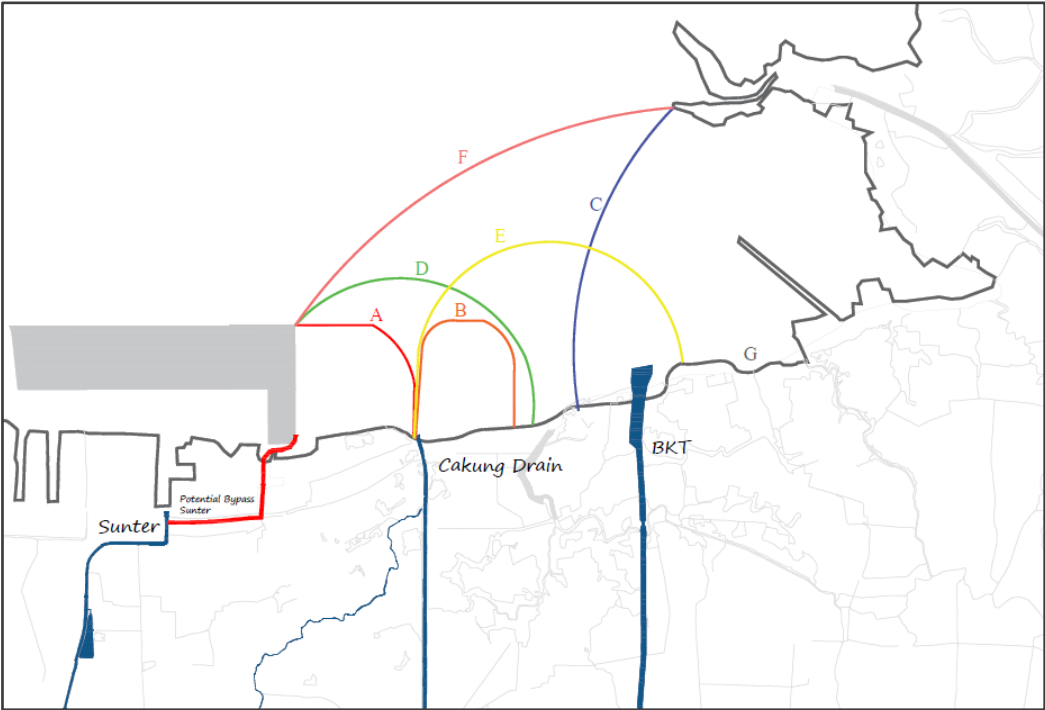 F
C
E
D
A
B
G
BKT
Cakung Drain
Potential Bypass
Sunter
Sunter